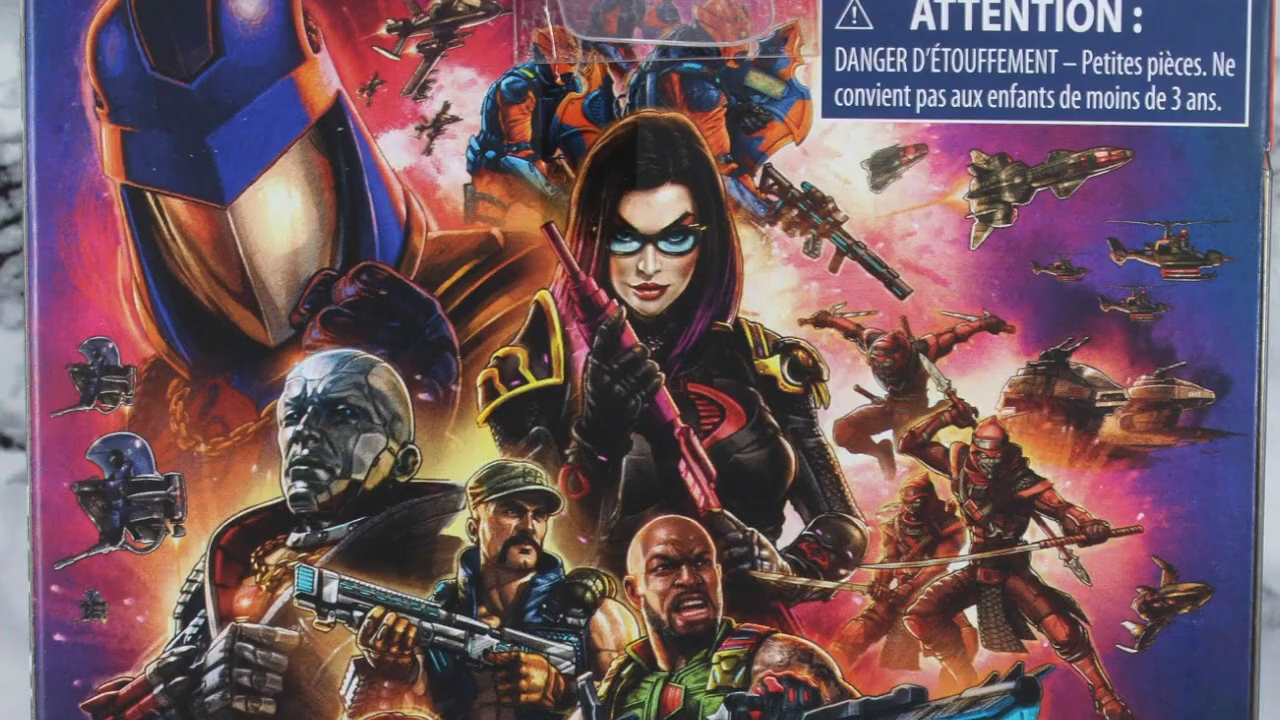 ATTENTION :
DANGER D'ÉTOUFFEMENT – Petites pièces. Ne
convient pas aux enfants de moins de 3 ans.